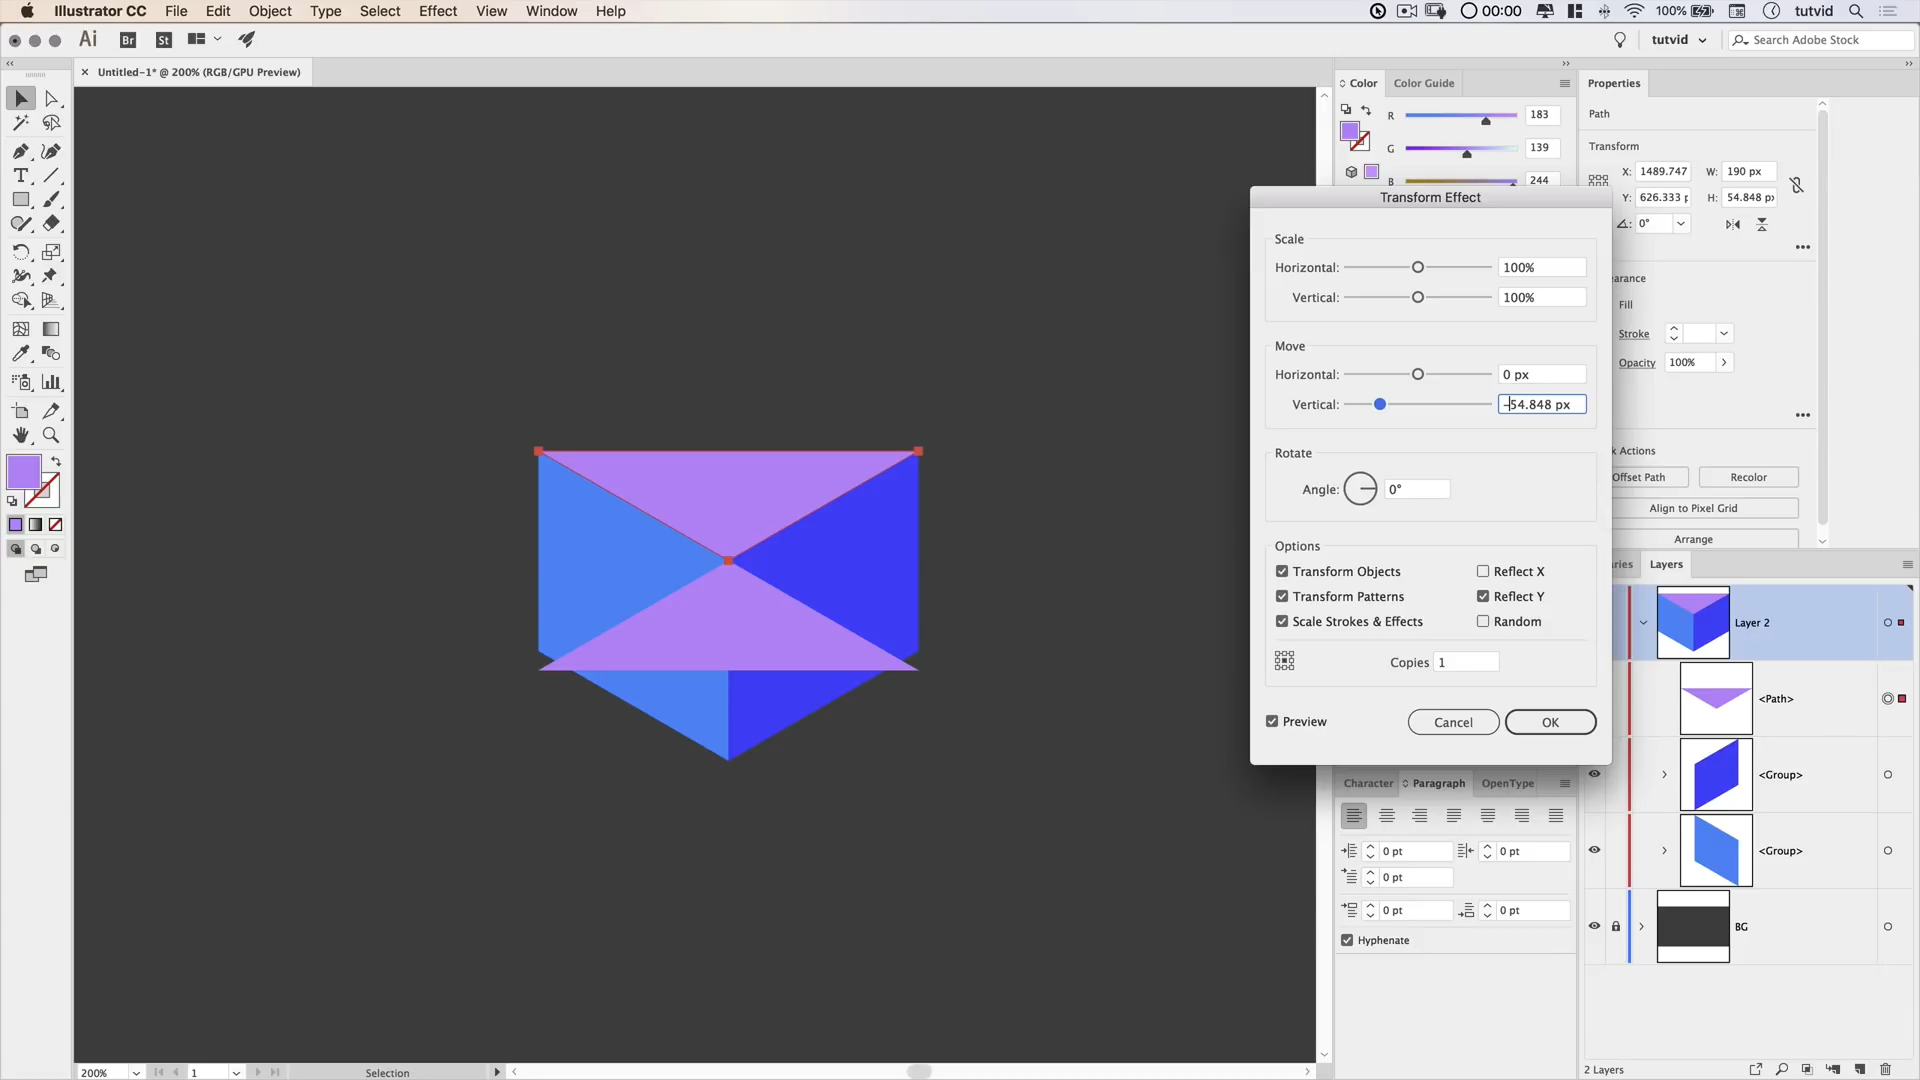 Illustrator CC File Edit Object Type Select Effect View Window Help 00:00 100% tutvid
Ai Br St tutvid Search Adobe Stock
Untitled-1* @ 200% (RGB/GPU Preview)
Color Color Guide Properties
R 183
G 139
B 244
Path
Transform
X: 1489.747 W: 190 px
Y: 626.333 p H: 54.848 px
0°
arance
Fill
Stroke
Opacity 100%
k Actions
Offset Path Recolor
Align to Pixel Grid
Arrange
Transform Effect
Scale
Horizontal: 100%
Vertical: 100%
Move
Horizontal: 0 px
Vertical: -54.848 px
Rotate
Angle: 0°
Options
Transform Objects Reflect X
Transform Patterns Reflect Y
Scale Strokes & Effects Random
Copies 1
Preview Cancel OK
aries Layers
Layer 2
<Path>
<Group>
<Group>
BG
Character Paragraph OpenType
0 pt 0 pt
0 pt
0 pt 0 pt
Hyphenate
200% 1 Selection
2 Layers